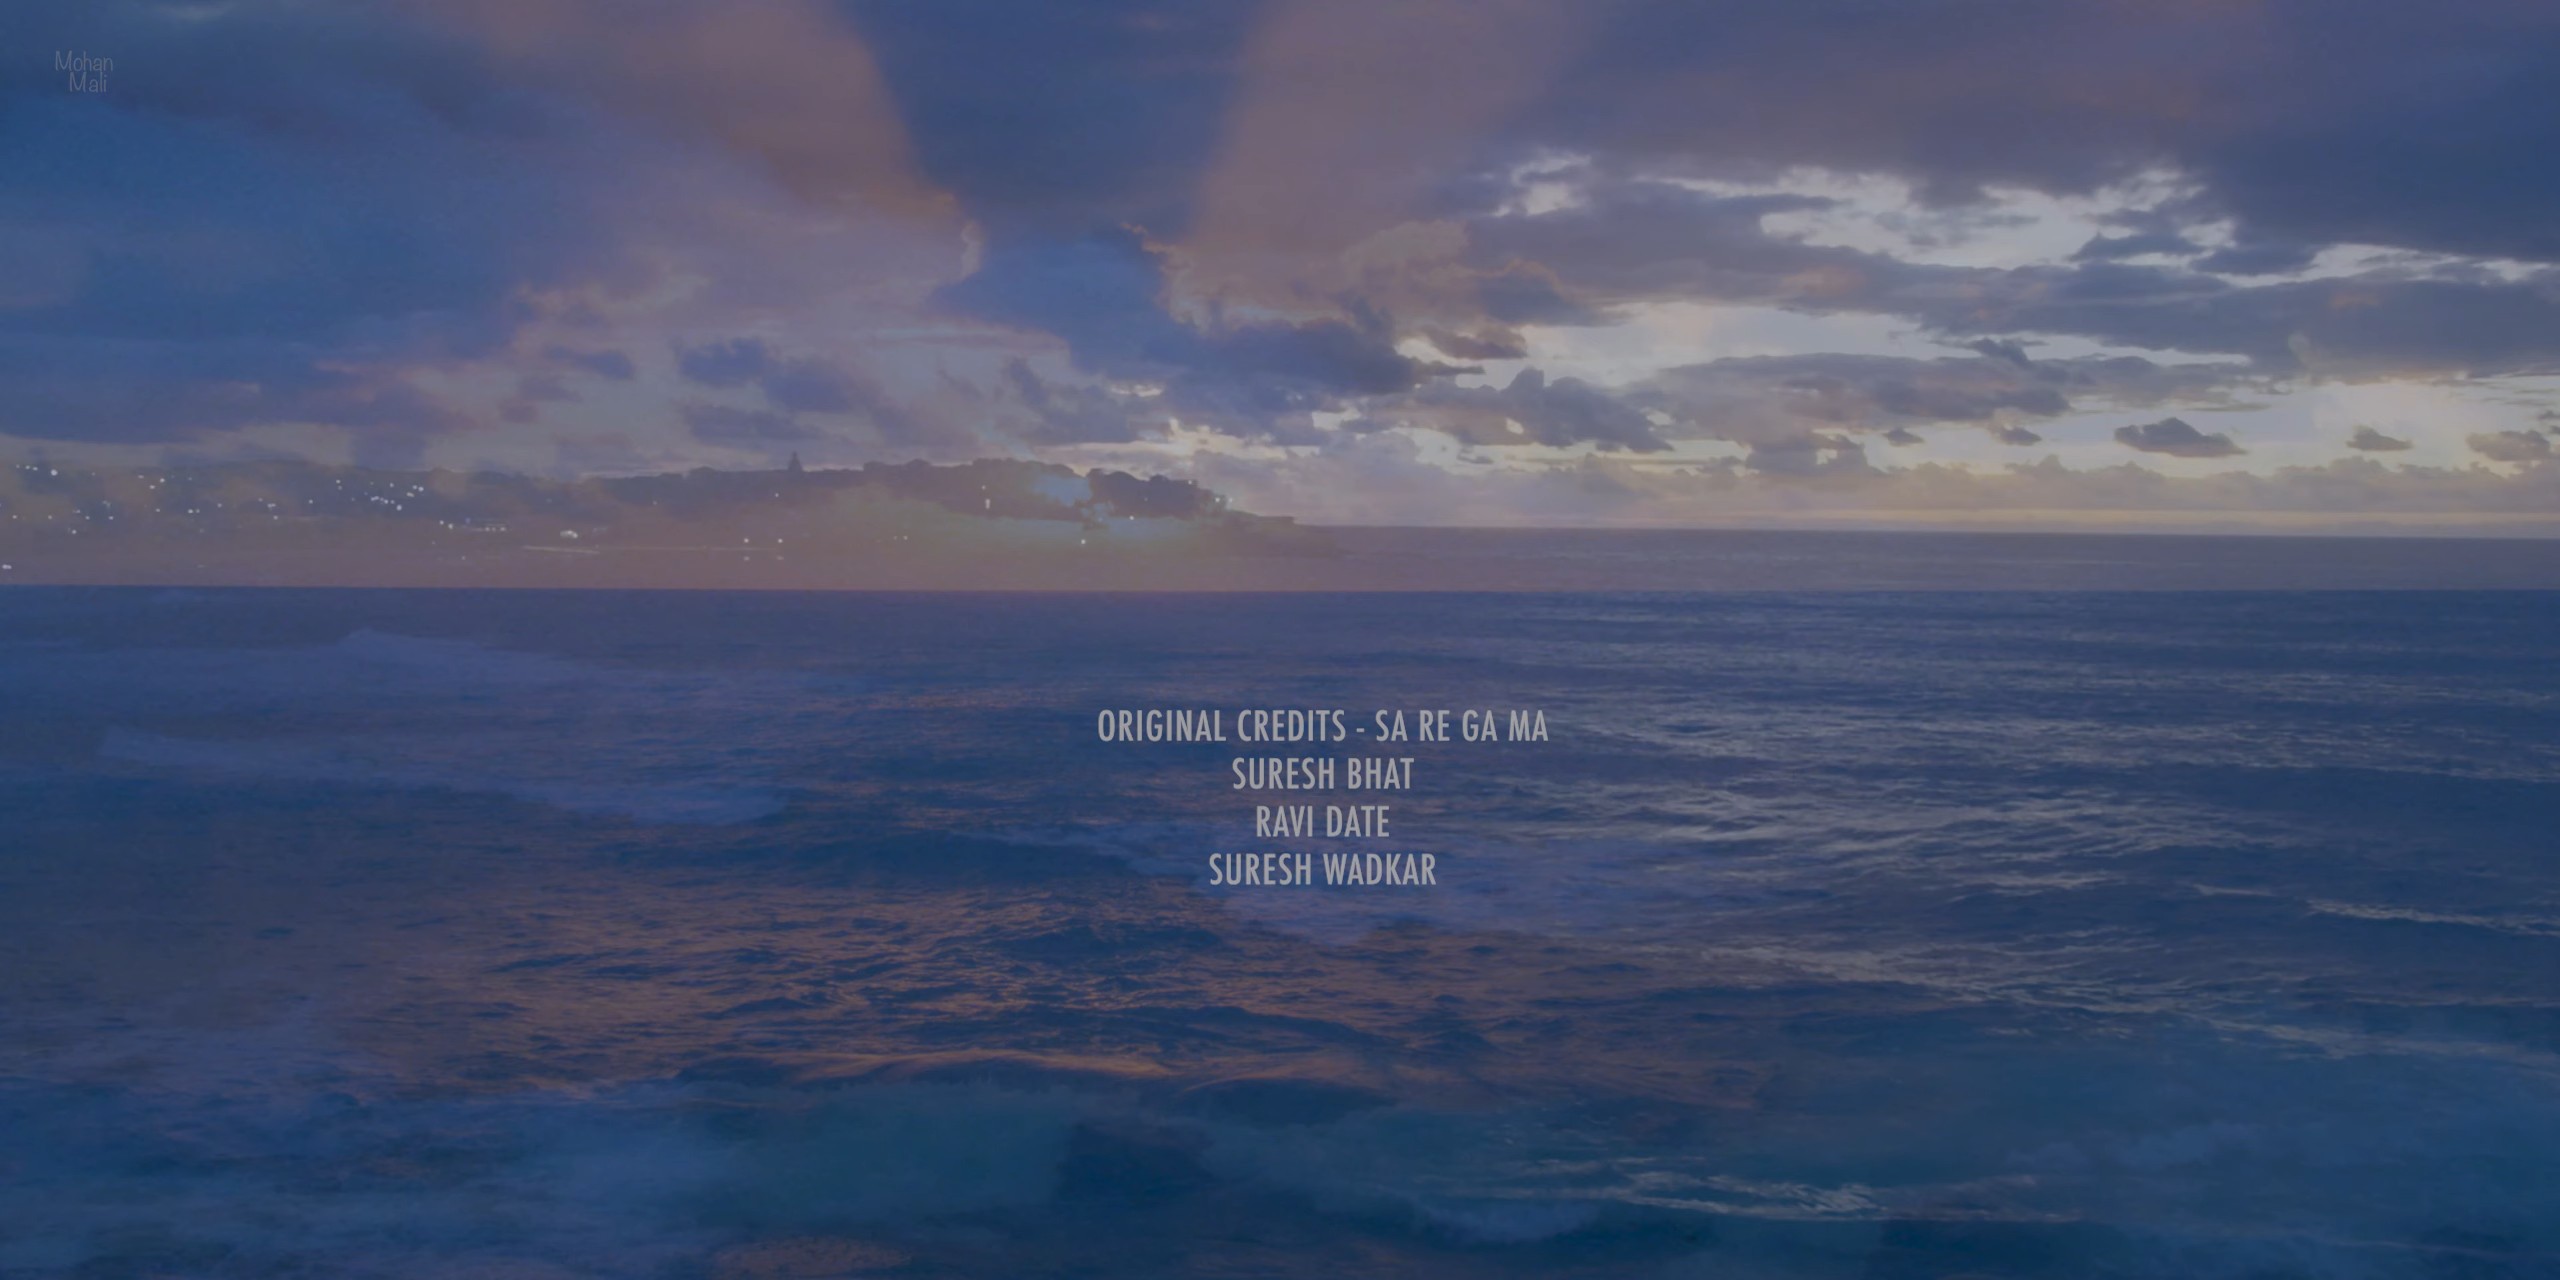 Mohan
Mali
ORIGINAL CREDITS - SA RE GA MA
SURESH BHAT
RAVI DATE
SURESH WADKAR